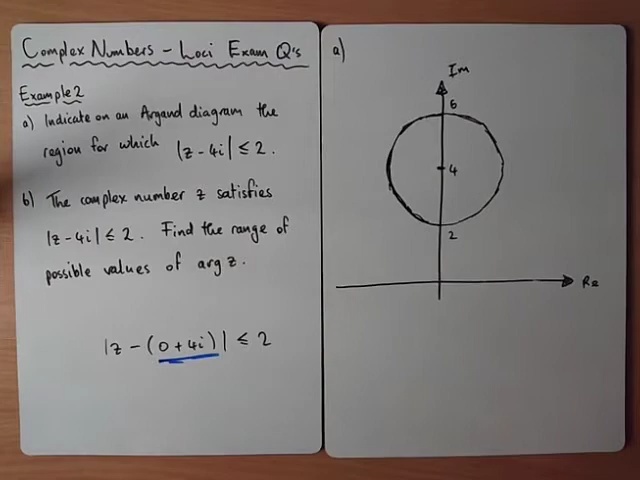 Complex Numbers - Loci Exam Q's
Example 2
a) Indicate on an Argand diagram the
region for which |z - 4i| ≤ 2.
b) The complex number z satisfies
|z - 4i| ≤ 2. Find the range of
possible values of arg z.
|z - (0 + 4i)| ≤ 2
a)
Im
6
4
2
Re